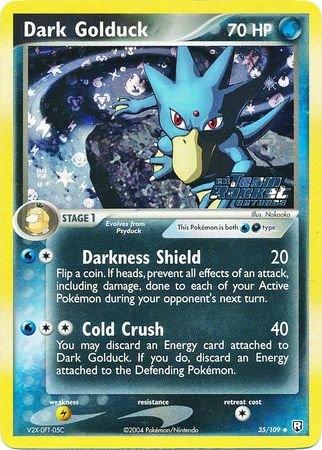 Dark Golduck 70 HP
EX
Team
Rocket
RETURNS
Illus. Nakaoka
STAGE 1
Evolves from
Psyduck
This Pokémon is both type.
Darkness Shield 20
Flip a coin. If heads, prevent all effects of an attack,
including damage, done to each of your Active
Pokémon during your opponent's next turn.
Cold Crush 40
You may discard an Energy card attached to
Dark Golduck. If you do, discard an Energy
attached to the Defending Pokémon.
weakness resistance retreat cost
V2X-0FT-05C ©2004 Pokémon/Nintendo 35/109